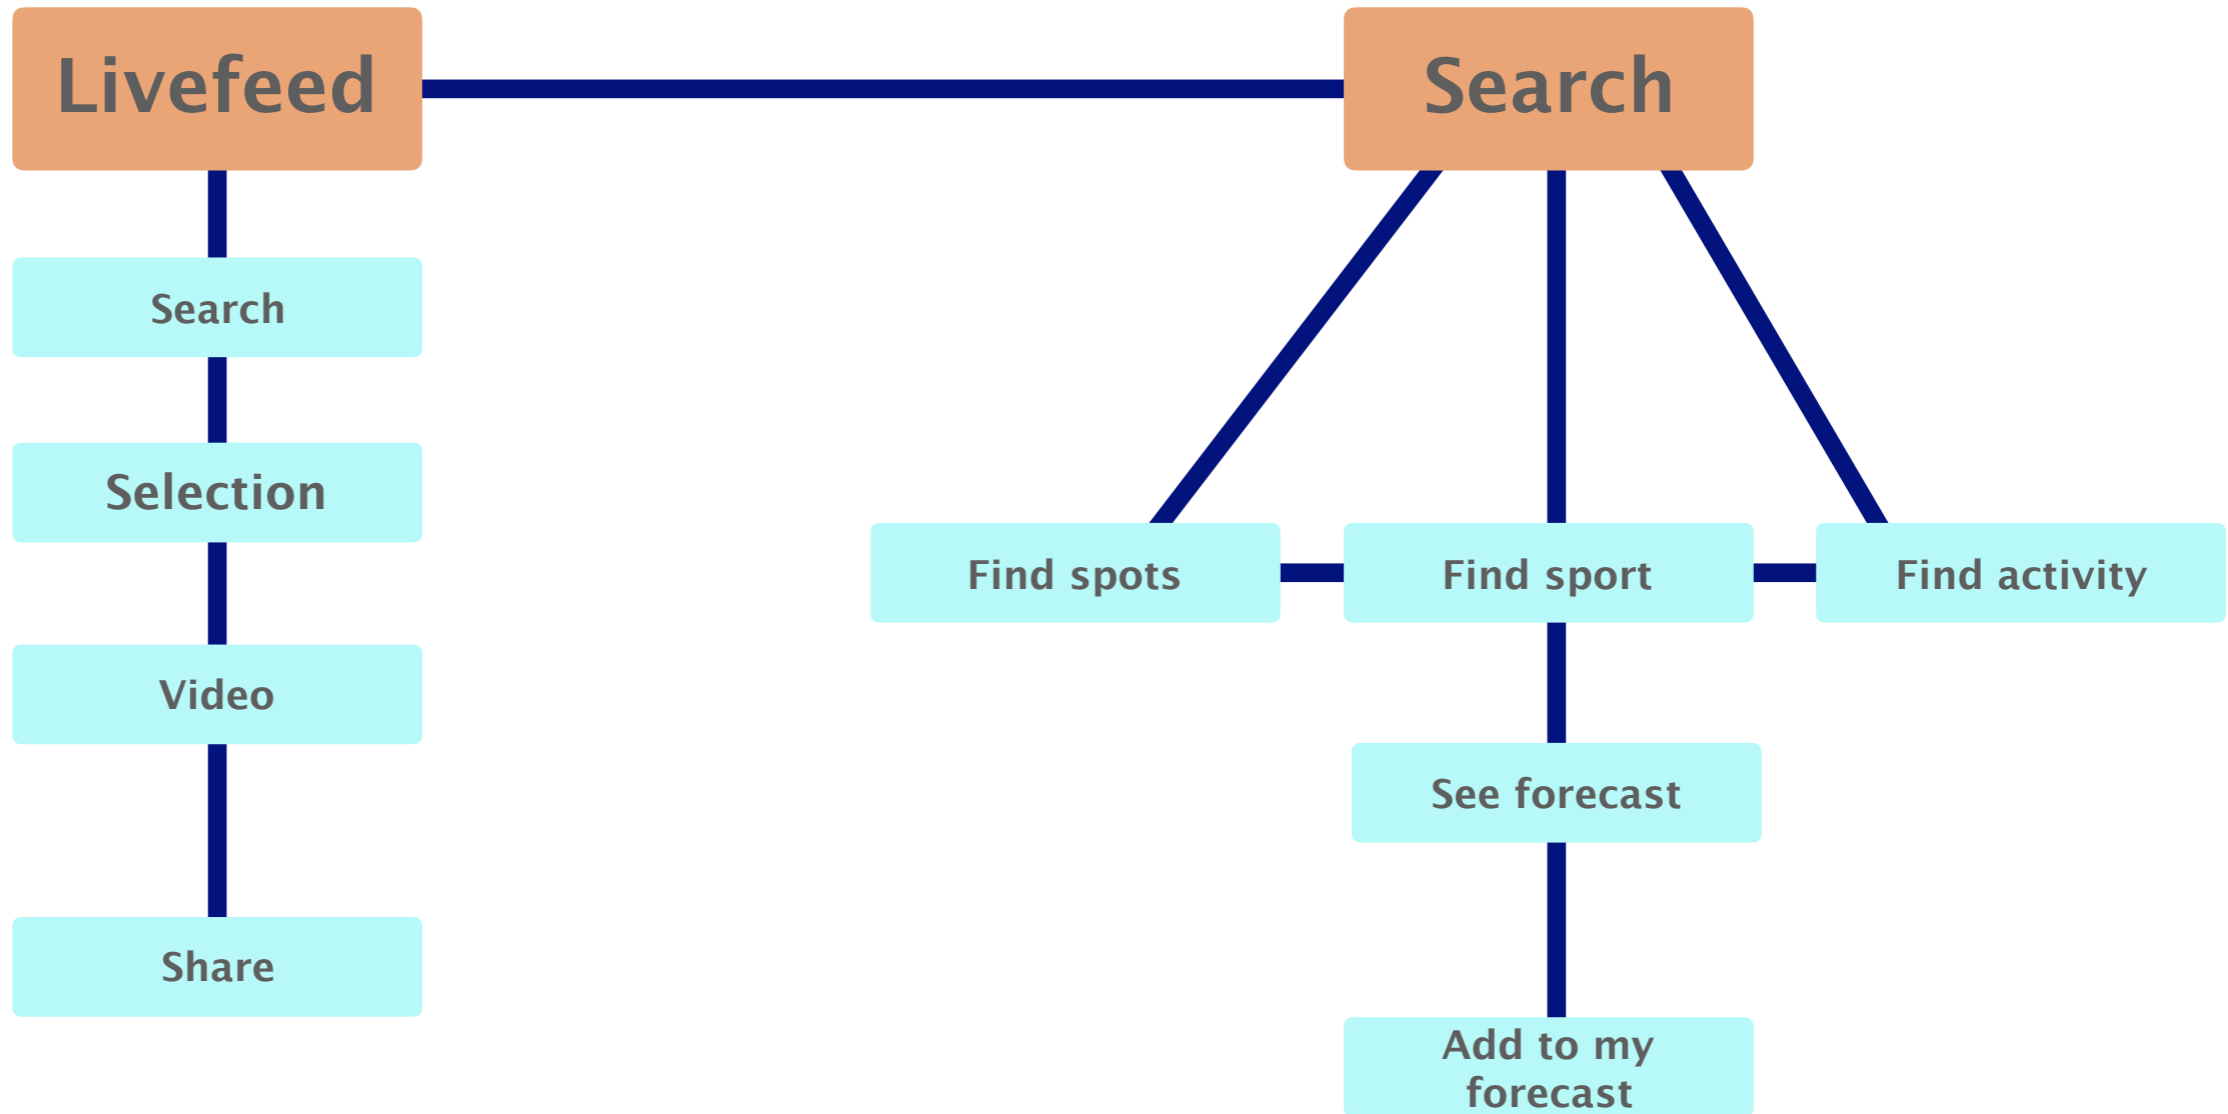 Livefeed
Search
Search
Selection
Video
Share
Find spots
Find sport
Find activity
See forecast
Add to my
forecast